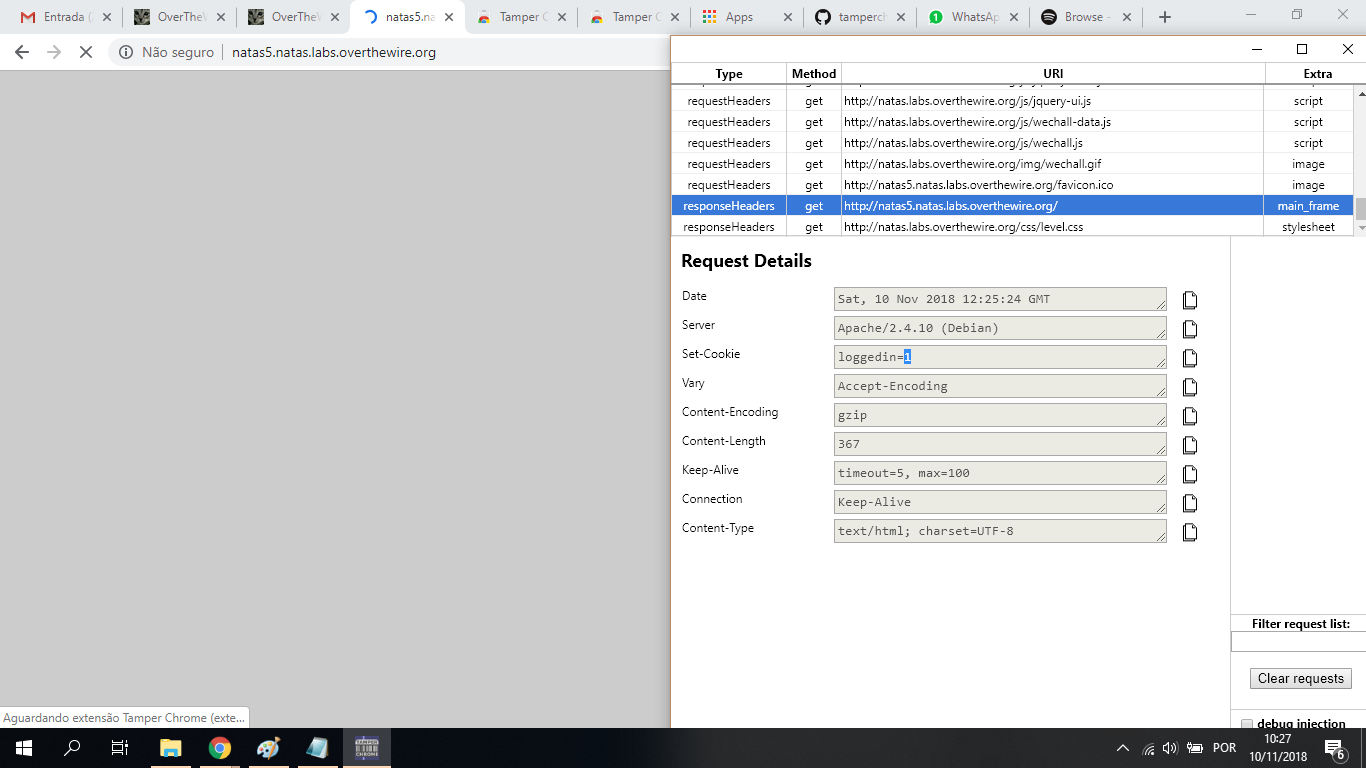 Entrada (
OverTheW
OverTheW
natas5.na
Tamper C
Tamper C
Apps
tamperch
WhatsAp
Browse -
Não seguro
natas5.natas.labs.overthewire.org
Type Method URI Extra
requestHeaders get http://natas.labs.overthewire.org/js/jquery-ui.js script
requestHeaders get http://natas.labs.overthewire.org/js/wechall-data.js script
requestHeaders get http://natas.labs.overthewire.org/js/wechall.js script
requestHeaders get http://natas.labs.overthewire.org/img/wechall.gif image
requestHeaders get http://natas5.natas.labs.overthewire.org/favicon.ico image
responseHeaders get http://natas5.natas.labs.overthewire.org/ main_frame
responseHeaders get http://natas.labs.overthewire.org/css/level.css stylesheet
Request Details
Date Sat, 10 Nov 2018 12:25:24 GMT
Server Apache/2.4.10 (Debian)
Set-Cookie loggedin=1
Vary Accept-Encoding
Content-Encoding gzip
Content-Length 367
Keep-Alive timeout=5, max=100
Connection Keep-Alive
Content-Type text/html; charset=UTF-8
Filter request list:
Clear requests
debug injection
Aguardando extensão Tamper Chrome (exte...
TAMPER
CHROME
POR
10:27
10/11/2018
6